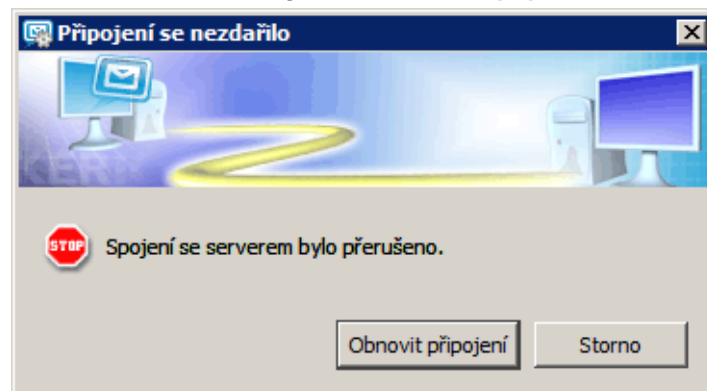 Připojení se nezdařilo
STOP
Spojení se serverem bylo přerušeno.
Obnovit připojení
Storno